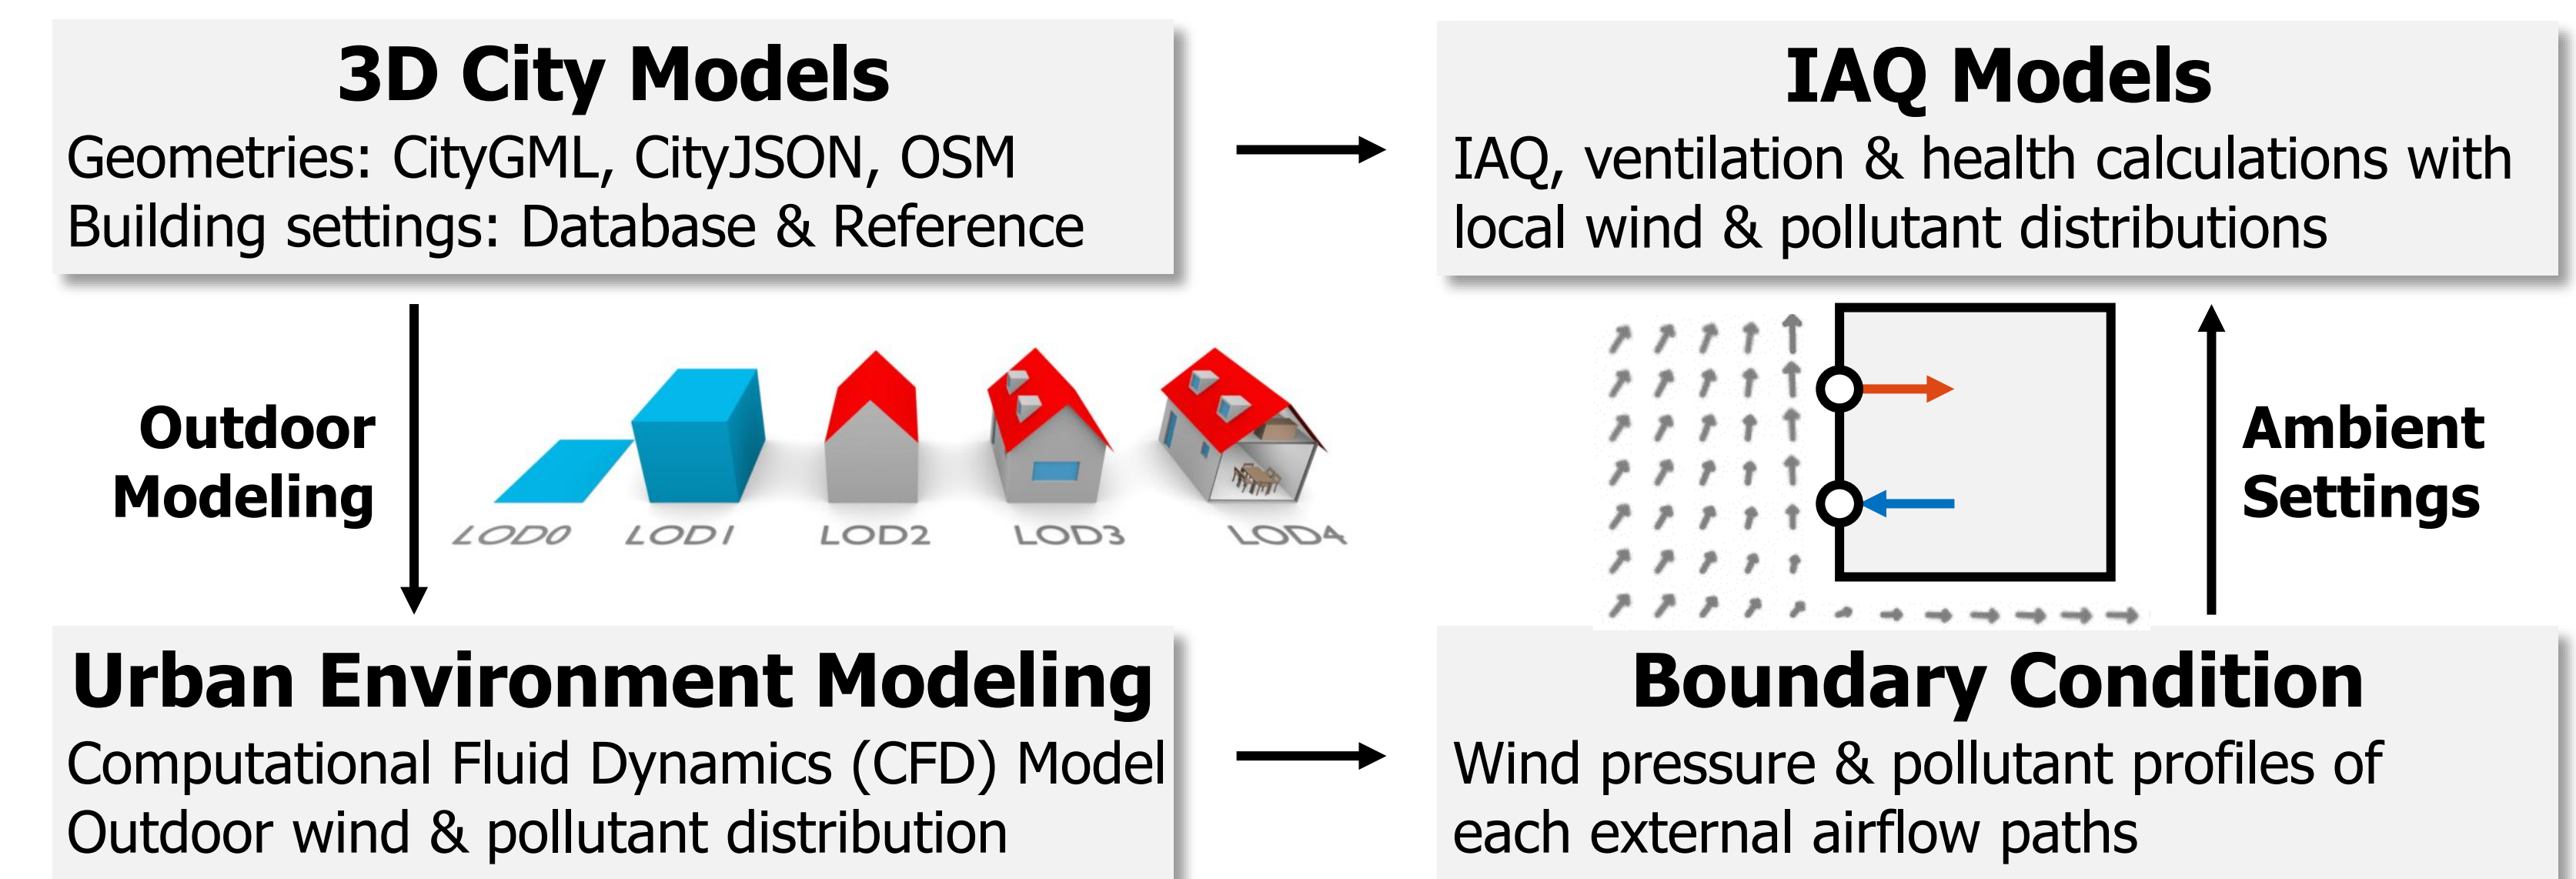 3D City Models
Geometries: CityGML, CityJSON, OSM
Building settings: Database & Reference
IAQ Models
IAQ, ventilation & health calculations with
local wind & pollutant distributions
Outdoor
Modeling
LOD0 LOD1 LOD2 LOD3 LOD4
Ambient
Settings
Urban Environment Modeling
Computational Fluid Dynamics (CFD) Model
Outdoor wind & pollutant distribution
Boundary Condition
Wind pressure & pollutant profiles of
each external airflow paths